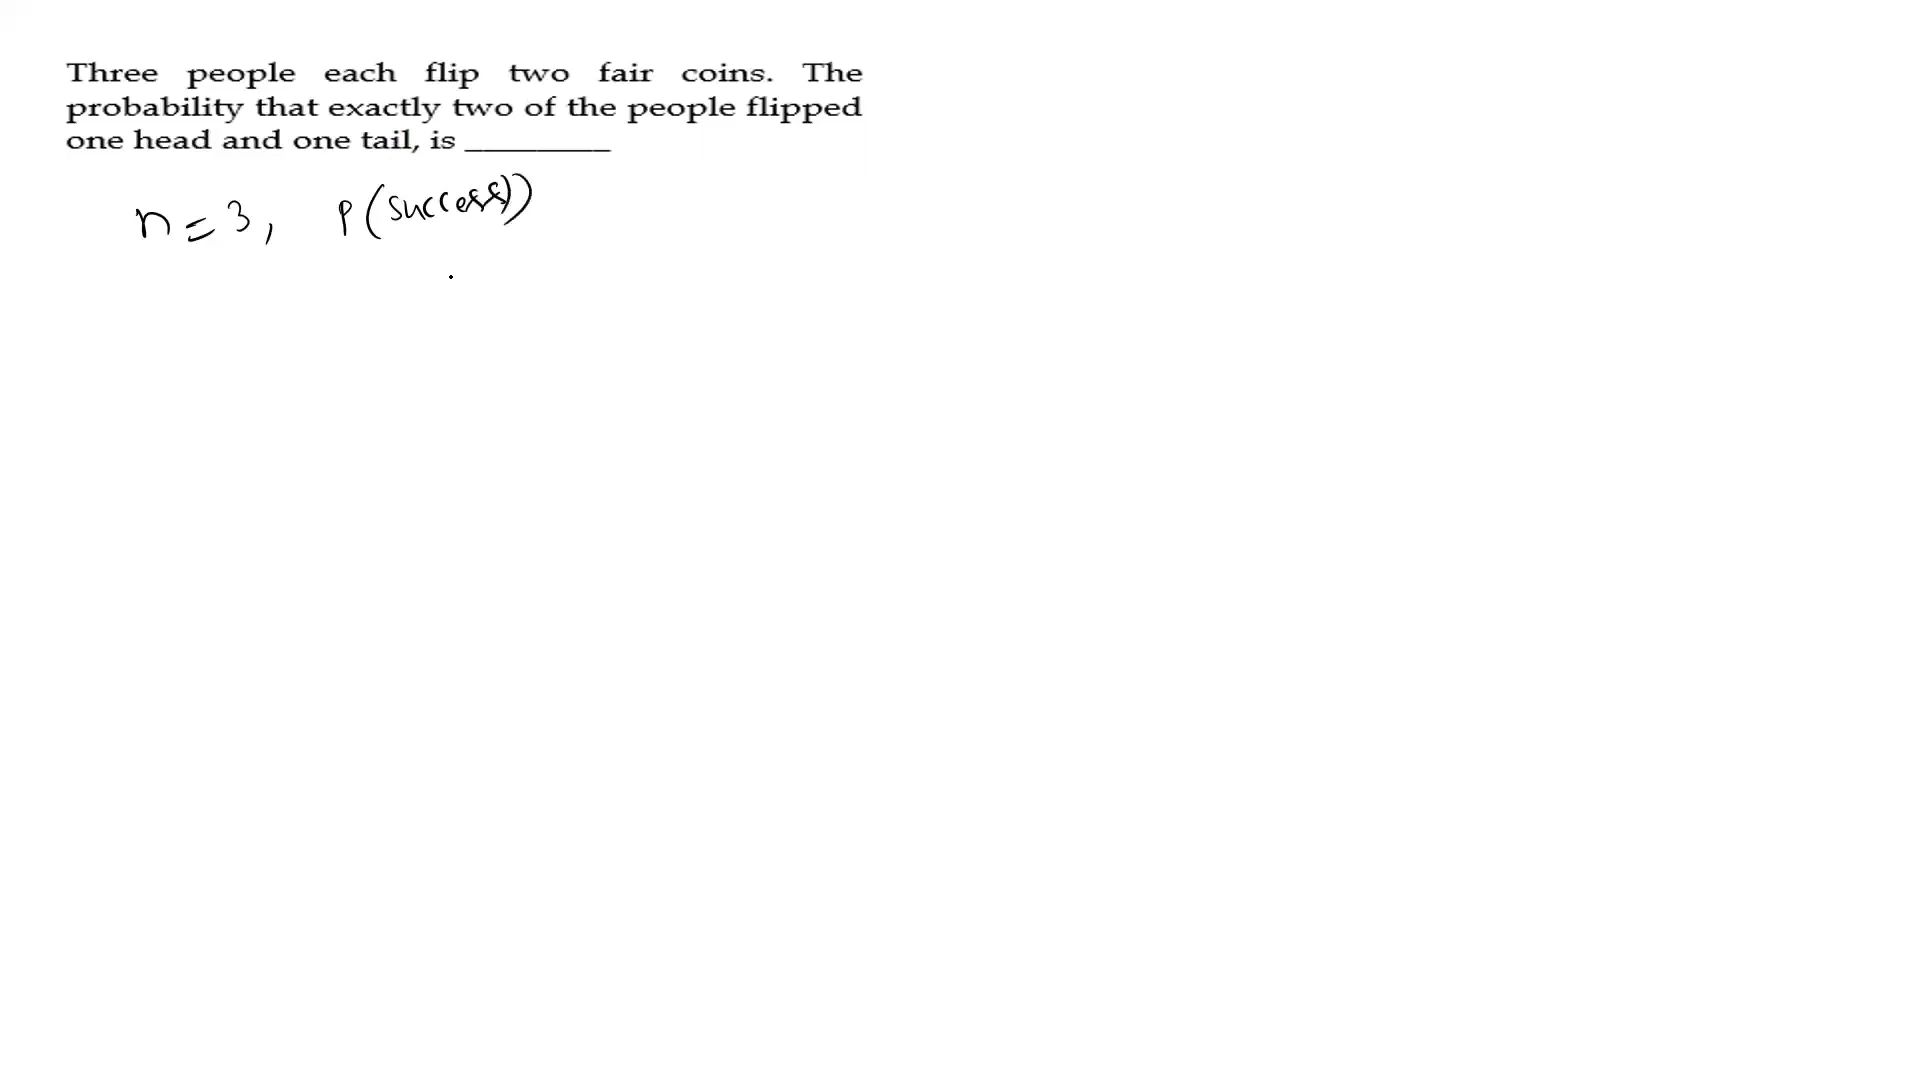 Three people each flip two fair coins. The
probability that exactly two of the people flipped
one head and one tail, is ________
n = 3, P(success))